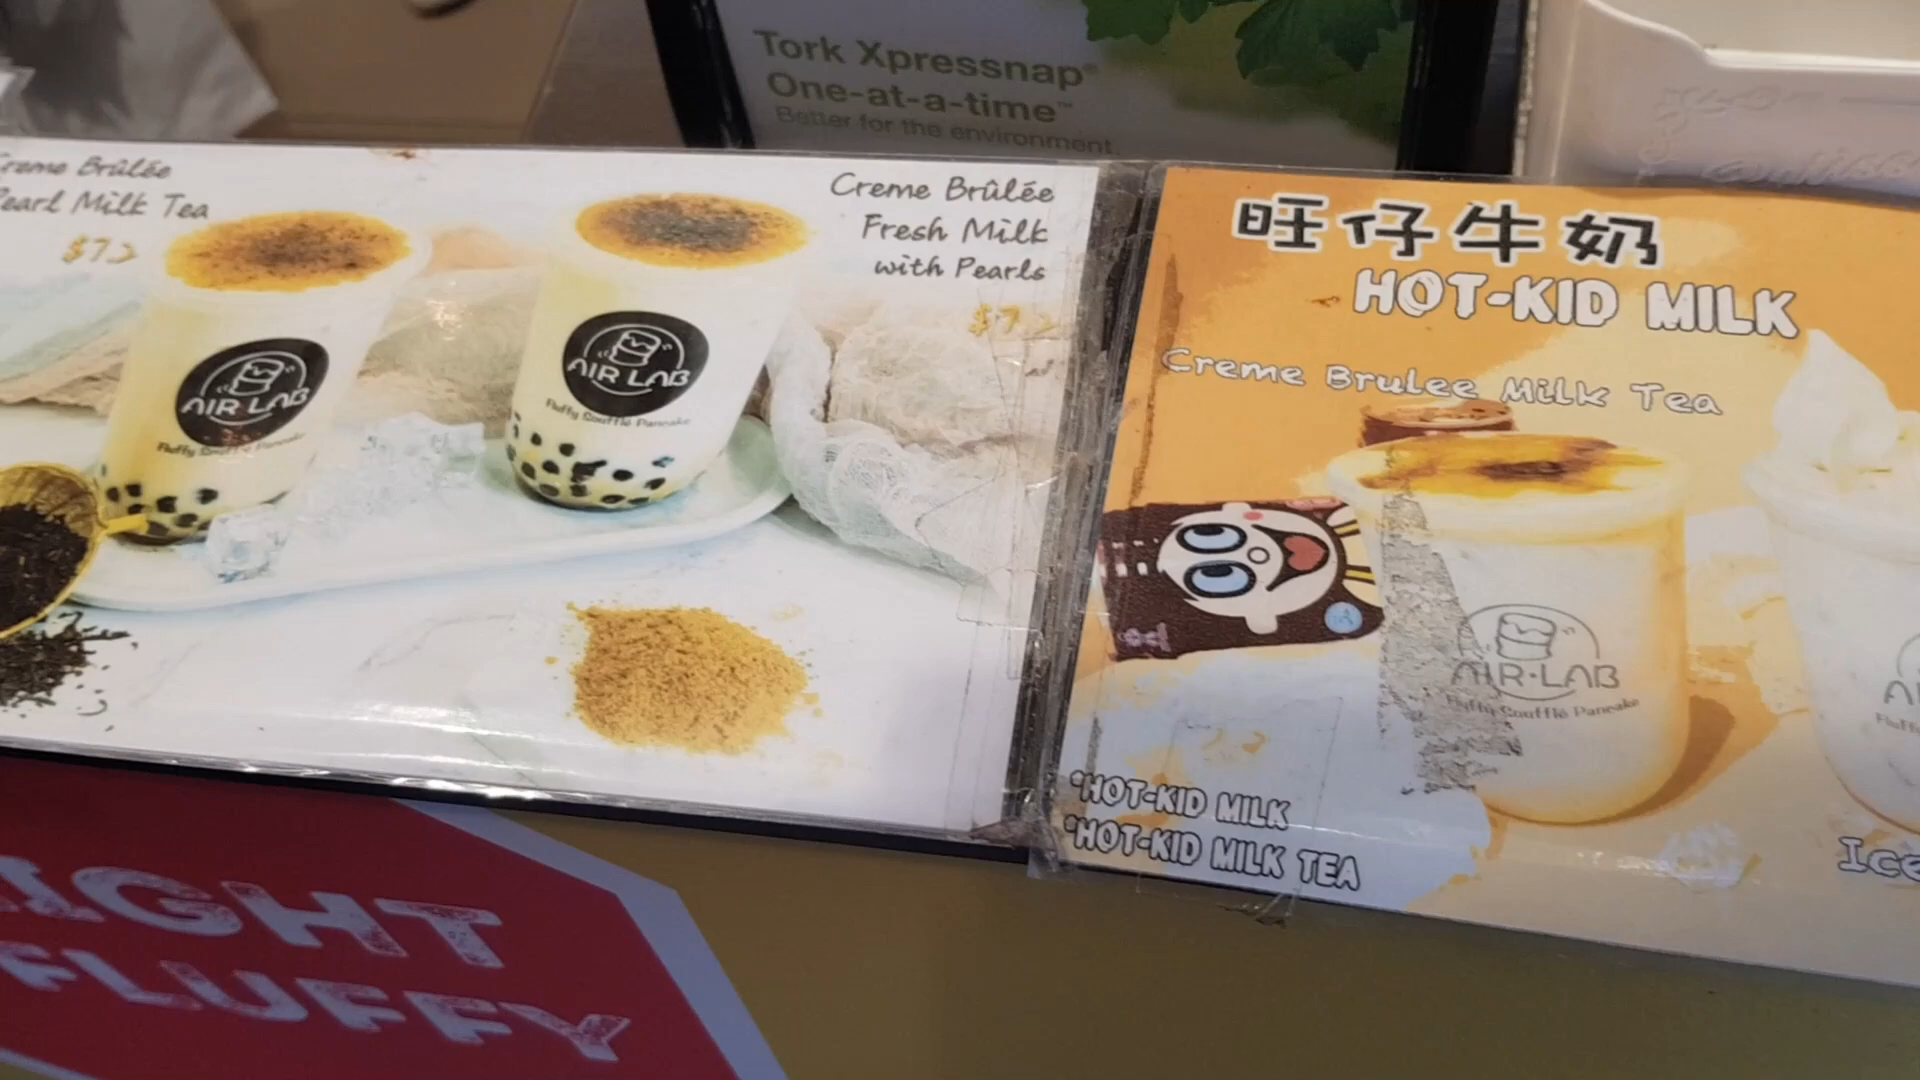 Tork Xpressnap®
One-at-a-time™
Better for the environment.
Creme Brûlée
Pearl Milk Tea
Creme Brûlée
Fresh Milk
with Pearls
AIR LAB
Fluffy Soufflé Pancake
AIR LAB
Fluffy Soufflé Pancake
旺仔牛奶
HOT-KID MILK
Creme Brulee Milk Tea
AIR·LAB
Fluffy Soufflé Pancake
*HOT-KID MILK
*HOT-KID MILK TEA
Ice
FLUFFY